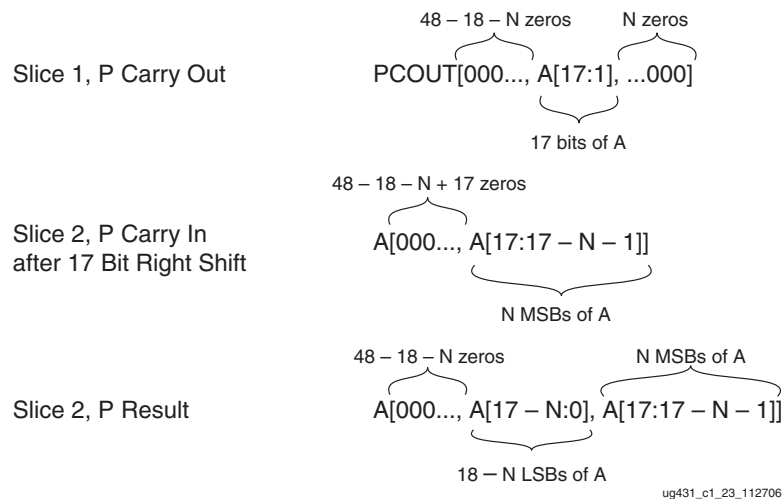 48 – 18 – N zeros N zeros
Slice 1, P Carry Out PCOUT[000..., A[17:1], ...000]
17 bits of A
48 – 18 – N + 17 zeros
Slice 2, P Carry In
after 17 Bit Right Shift
A[000..., A[17:17 – N – 1]]
N MSBs of A
48 – 18 – N zeros N MSBs of A
Slice 2, P Result A[000..., A[17 – N:0], A[17:17 – N – 1]]
18 – N LSBs of A
ug431_c1_23_112706